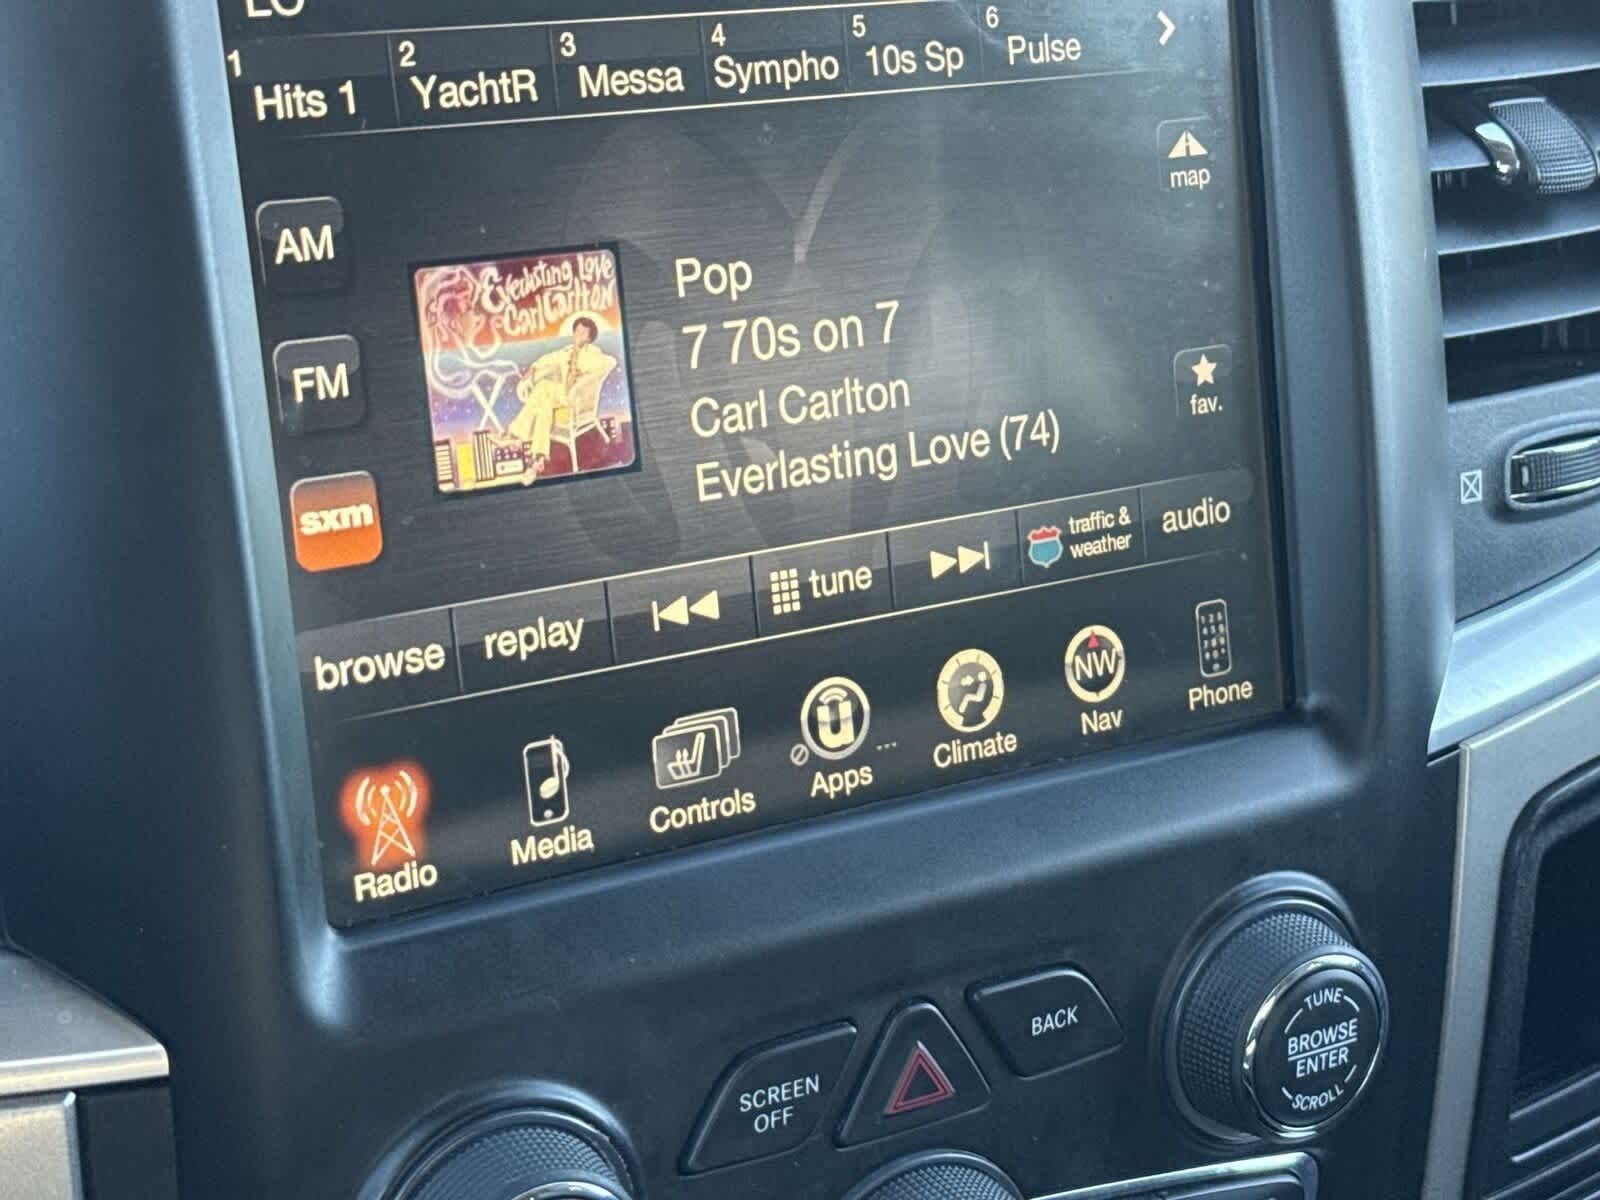 LO
1 Hits 1
2 YachtR
3 Messa
4 Sympho
5 10s Sp
6 Pulse
map
AM
Everlasting Love
Carl Carlton
Pop
7 70s on 7
Carl Carlton
Everlasting Love (74)
FM
fav.
sxm
browse
replay
tune
traffic &
weather
audio
Radio
Media
Controls
u
Apps
Climate
NW
Nav
Phone
SCREEN
OFF
BACK
TUNE
BROWSE
ENTER
SCROLL